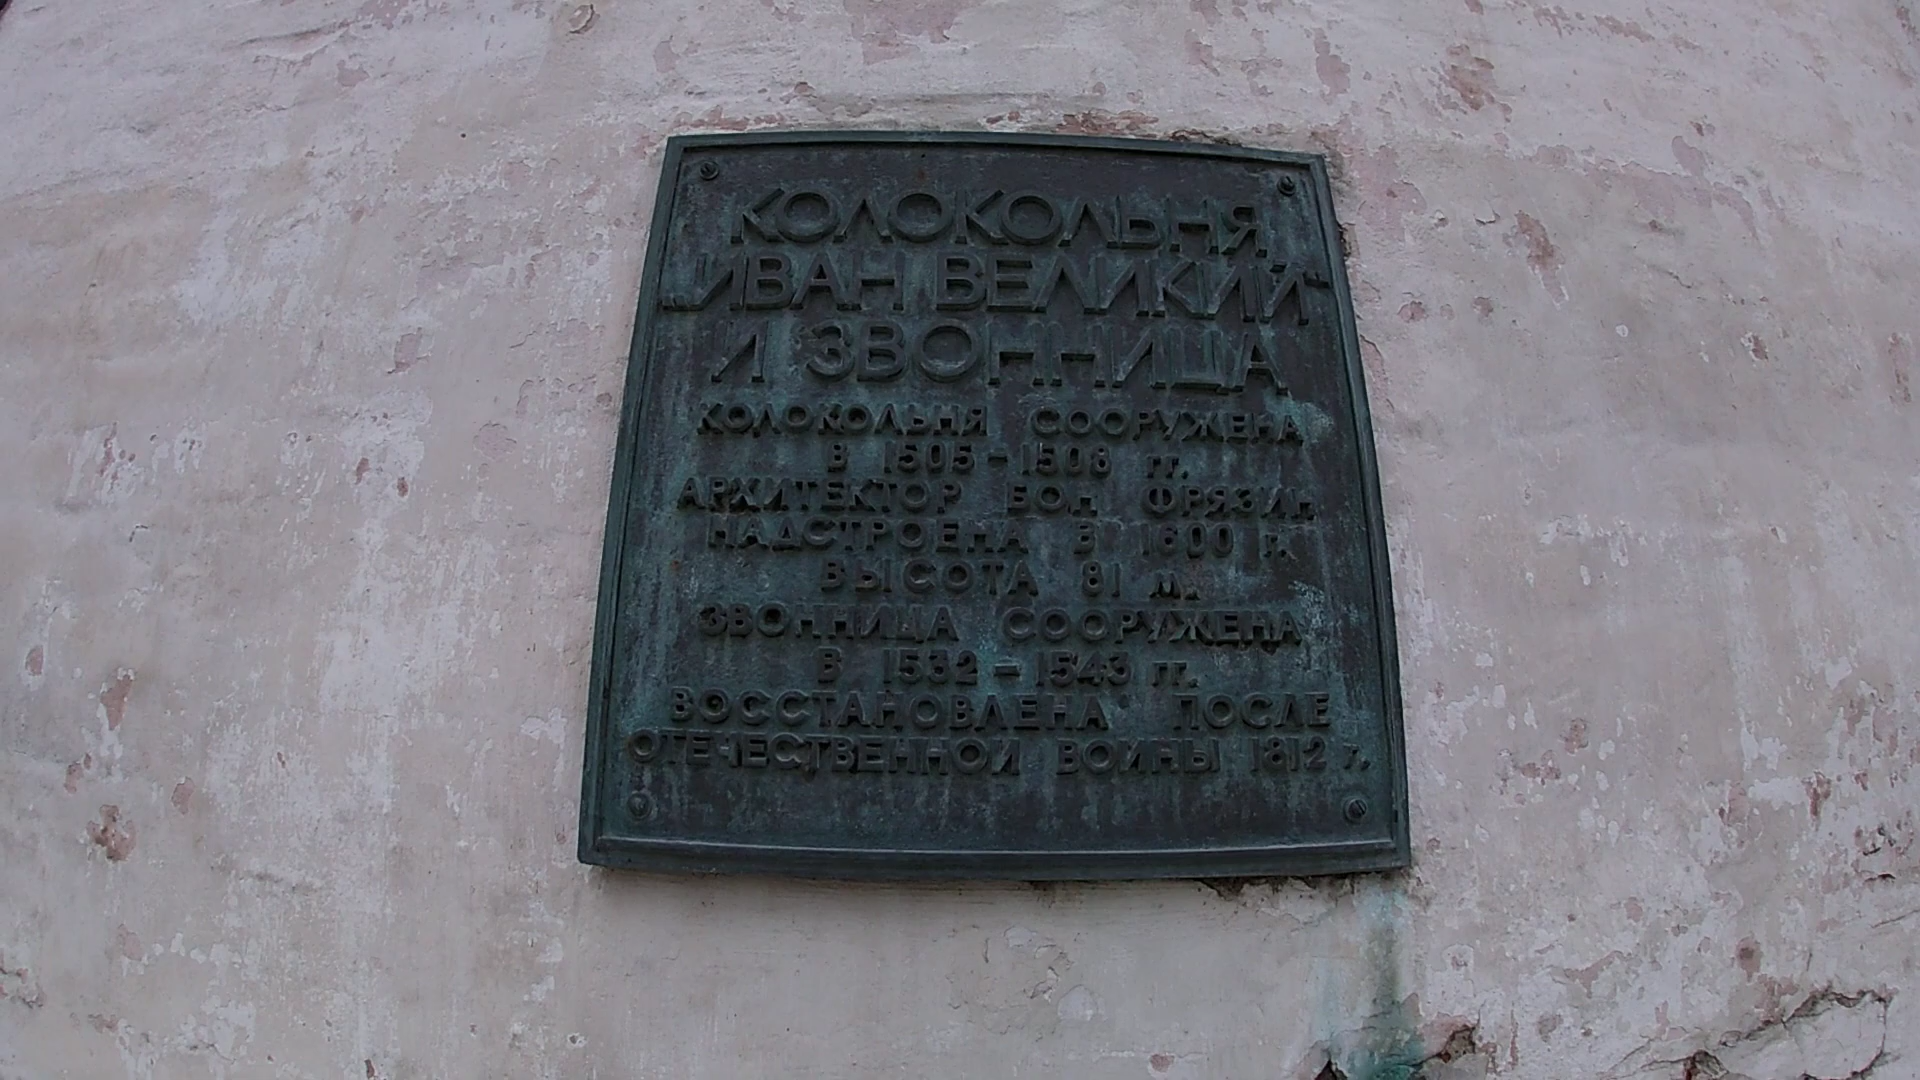 КОЛОКОЛЬНЯ
„ИВАН ВЕЛИКИЙ“
И ЗВОННИЦА
КОЛОКОЛЬНЯ СООРУЖЕНА
В 1505-1508 гг.
АРХИТЕКТОР БОН ФРЯЗИН
НАДСТРОЕНА В 1600 г.
ВЫСОТА 81 м.
ЗВОННИЦА СООРУЖЕНА
В 1532-1543 гг.
ВОССТАНОВЛЕНА ПОСЛЕ
ОТЕЧЕСТВЕННОЙ ВОЙНЫ 1812 г.